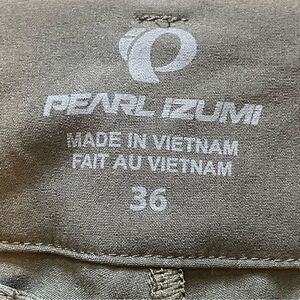 PEARL IZUMI
MADE IN VIETNAM
FAIT AU VIETNAM
36